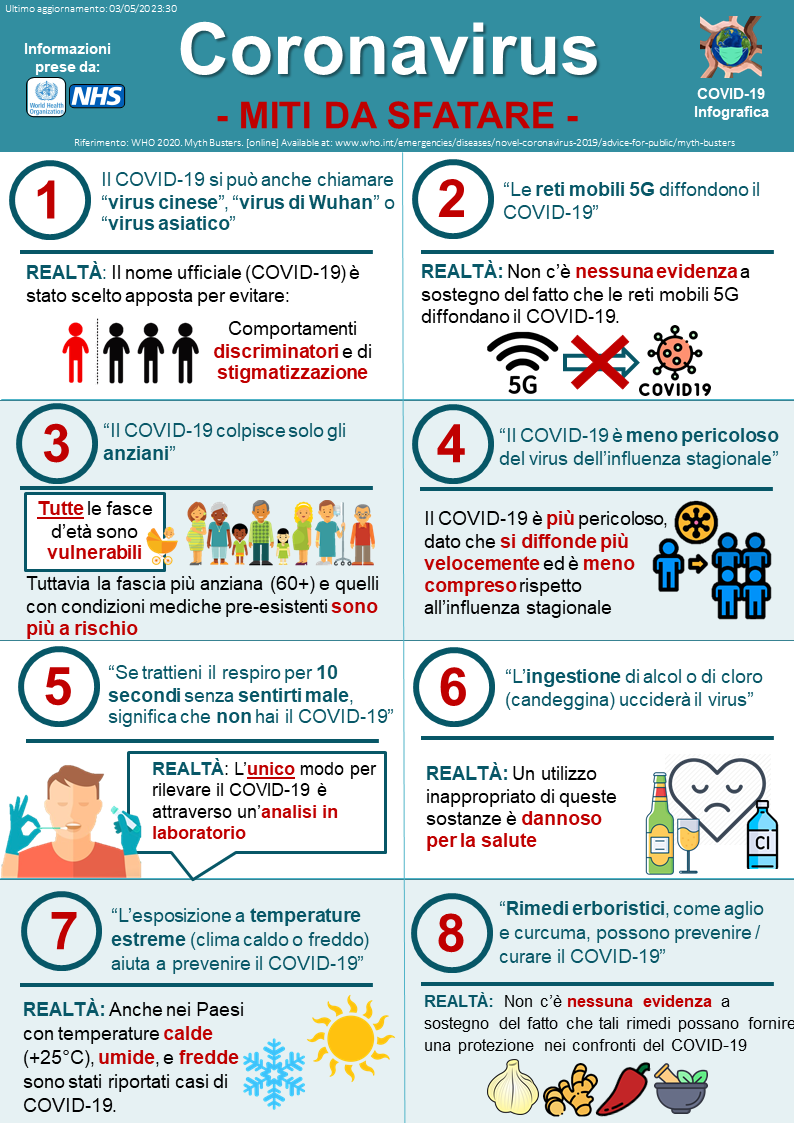 Ultimo aggiornamento: 03/05/2023:30
Informazioni
prese da:
World Health
Organization
NHS
Coronavirus
- MITI DA SFATARE -
COVID-19
Infografica
Riferimento: WHO 2020. Myth Busters. [online] Available at: www.who.int/emergencies/diseases/novel-coronavirus-2019/advice-for-public/myth-busters
1
Il COVID-19 si può anche chiamare
“virus cinese”, “virus di Wuhan” o
“virus asiatico”
REALTÀ: Il nome ufficiale (COVID-19) è
stato scelto apposta per evitare:
Comportamenti
discriminatori e di
stigmatizzazione
2
“Le reti mobili 5G diffondono il
COVID-19”
REALTÀ: Non c’è nessuna evidenza a
sostegno del fatto che le reti mobili 5G
diffondano il COVID-19.
5G
COVID19
3
“Il COVID-19 colpisce solo gli
anziani”
Tutte le fasce
d’età sono
vulnerabili
Tuttavia la fascia più anziana (60+) e quelli
con condizioni mediche pre-esistenti sono
più a rischio
4
“Il COVID-19 è meno pericoloso
del virus dell’influenza stagionale”
Il COVID-19 è più pericoloso,
dato che si diffonde più
velocemente ed è meno
compreso rispetto
all’influenza stagionale
5
“Se trattieni il respiro per 10
secondi senza sentirti male,
significa che non hai il COVID-19”
REALTÀ: L’unico modo per
rilevare il COVID-19 è
attraverso un’analisi in
laboratorio
6
“L’ingestione di alcol o di cloro
(candeggina) ucciderà il virus”
REALTÀ: Un utilizzo
inappropriato di queste
sostanze è dannoso
per la salute
Cl
7
“L’esposizione a temperature
estreme (clima caldo o freddo)
aiuta a prevenire il COVID-19”
REALTÀ: Anche nei Paesi
con temperature calde
(+25°C), umide, e fredde
sono stati riportati casi di
COVID-19.
8
“Rimedi erboristici, come aglio
e curcuma, possono prevenire /
curare il COVID-19”
REALTÀ: Non c’è nessuna evidenza a
sostegno del fatto che tali rimedi possano fornire
una protezione nei confronti del COVID-19